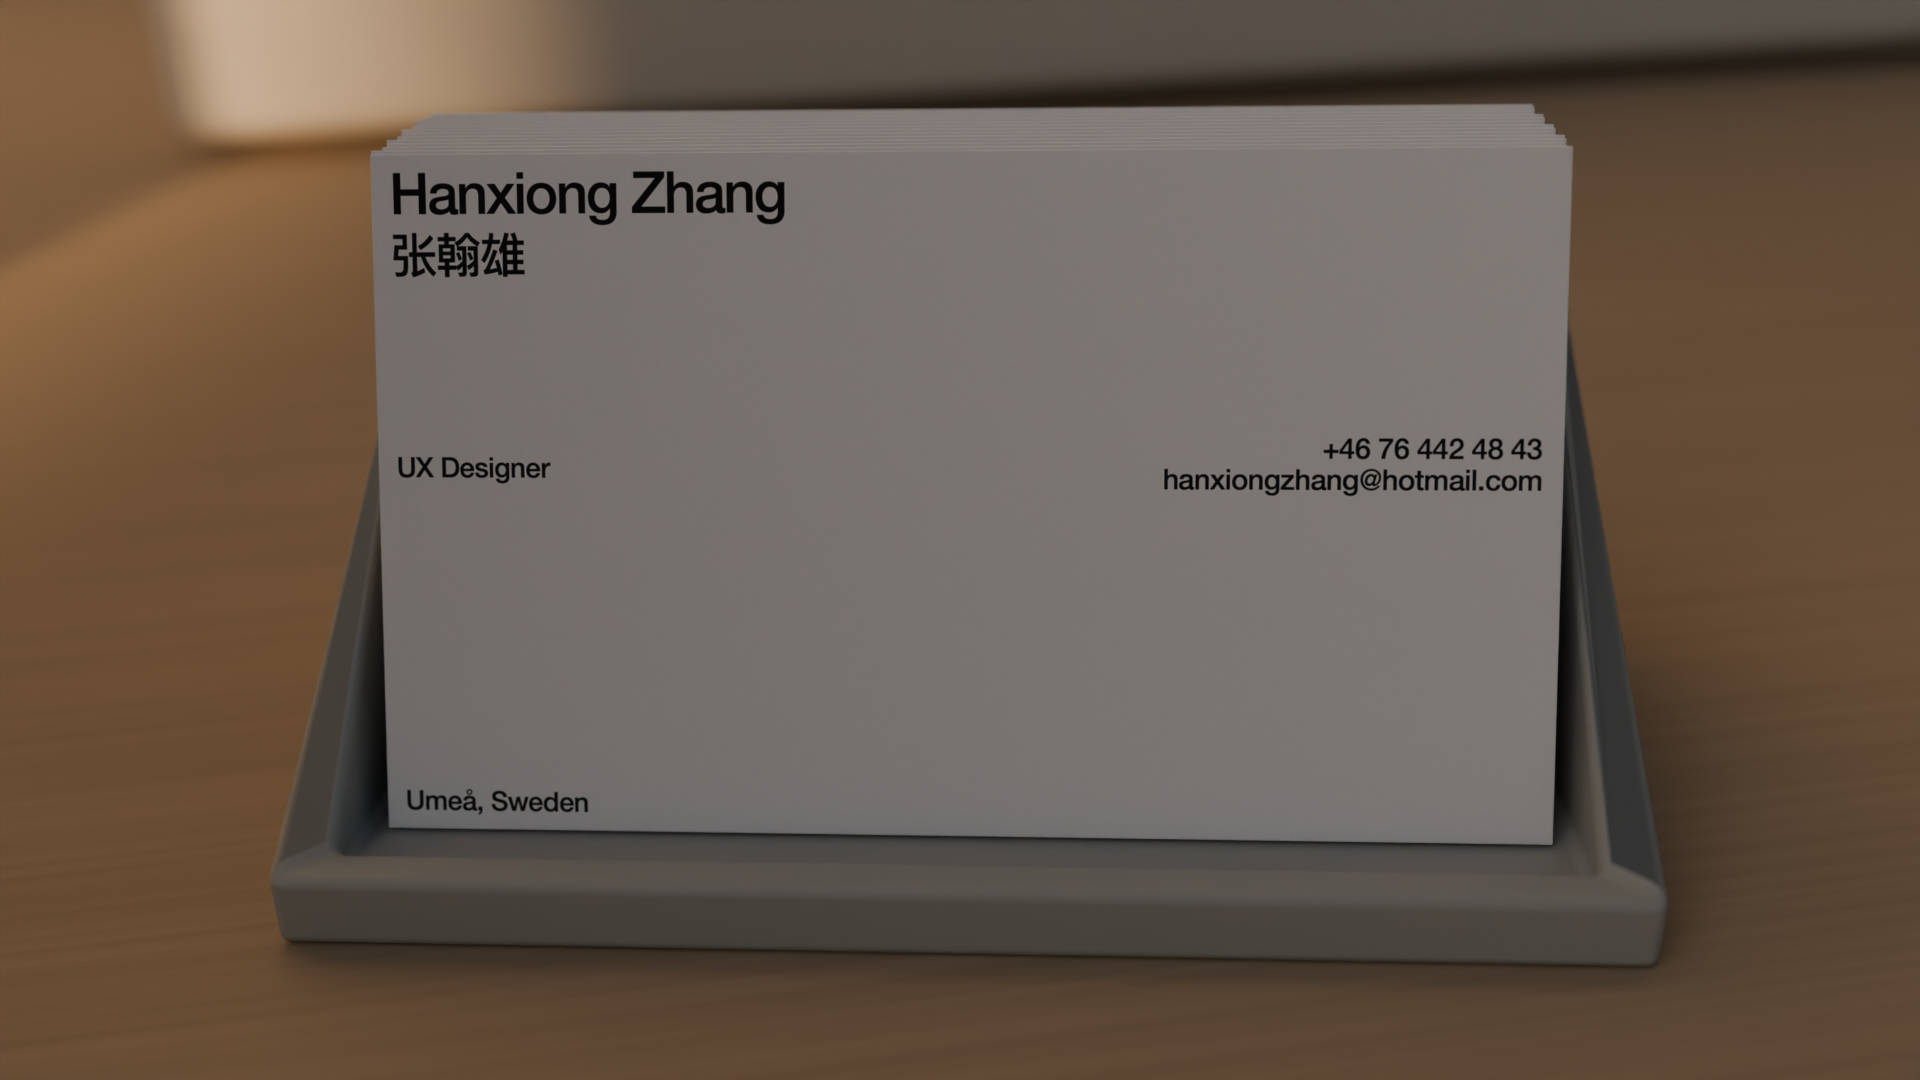 Hanxiong Zhang
张翰雄
UX Designer
+46 76 442 48 43
hanxiongzhang@hotmail.com
Umeå, Sweden